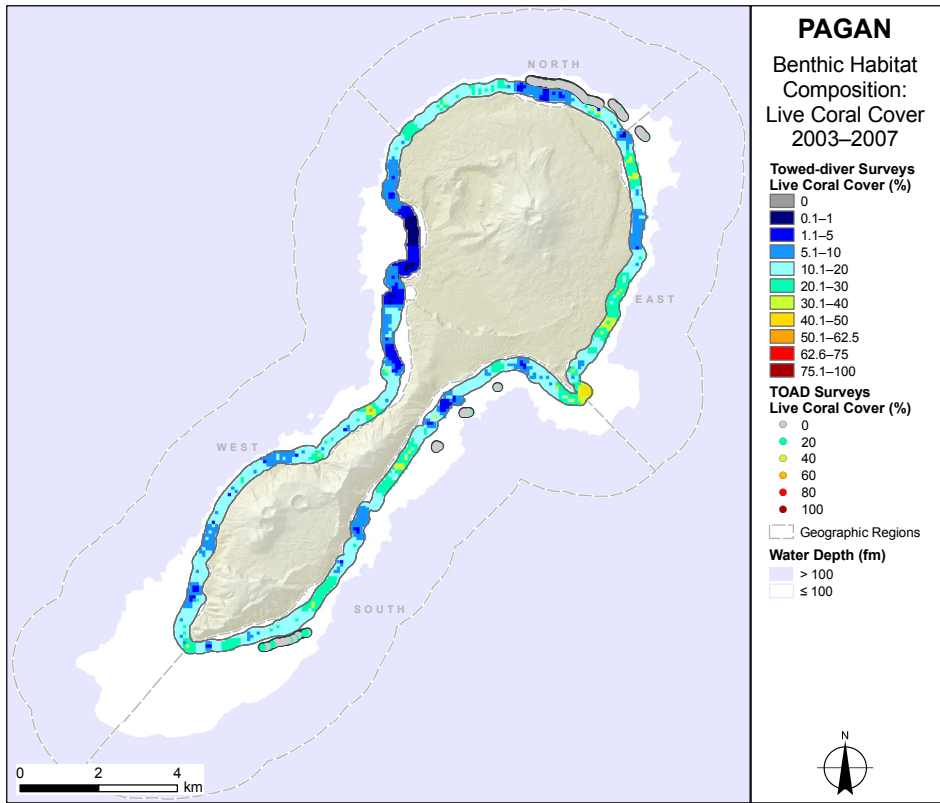 PAGAN
Benthic Habitat
Composition:
Live Coral Cover
2003–2007
Towed-diver Surveys
Live Coral Cover (%)
0
0.1–1
1.1–5
5.1–10
10.1–20
20.1–30
30.1–40
40.1–50
50.1–62.5
62.6–75
75.1–100
TOAD Surveys
Live Coral Cover (%)
0
20
40
60
80
100
Geographic Regions
Water Depth (fm)
> 100
≤ 100
N
NORTH
EAST
WEST
SOUTH
0 2 4
km